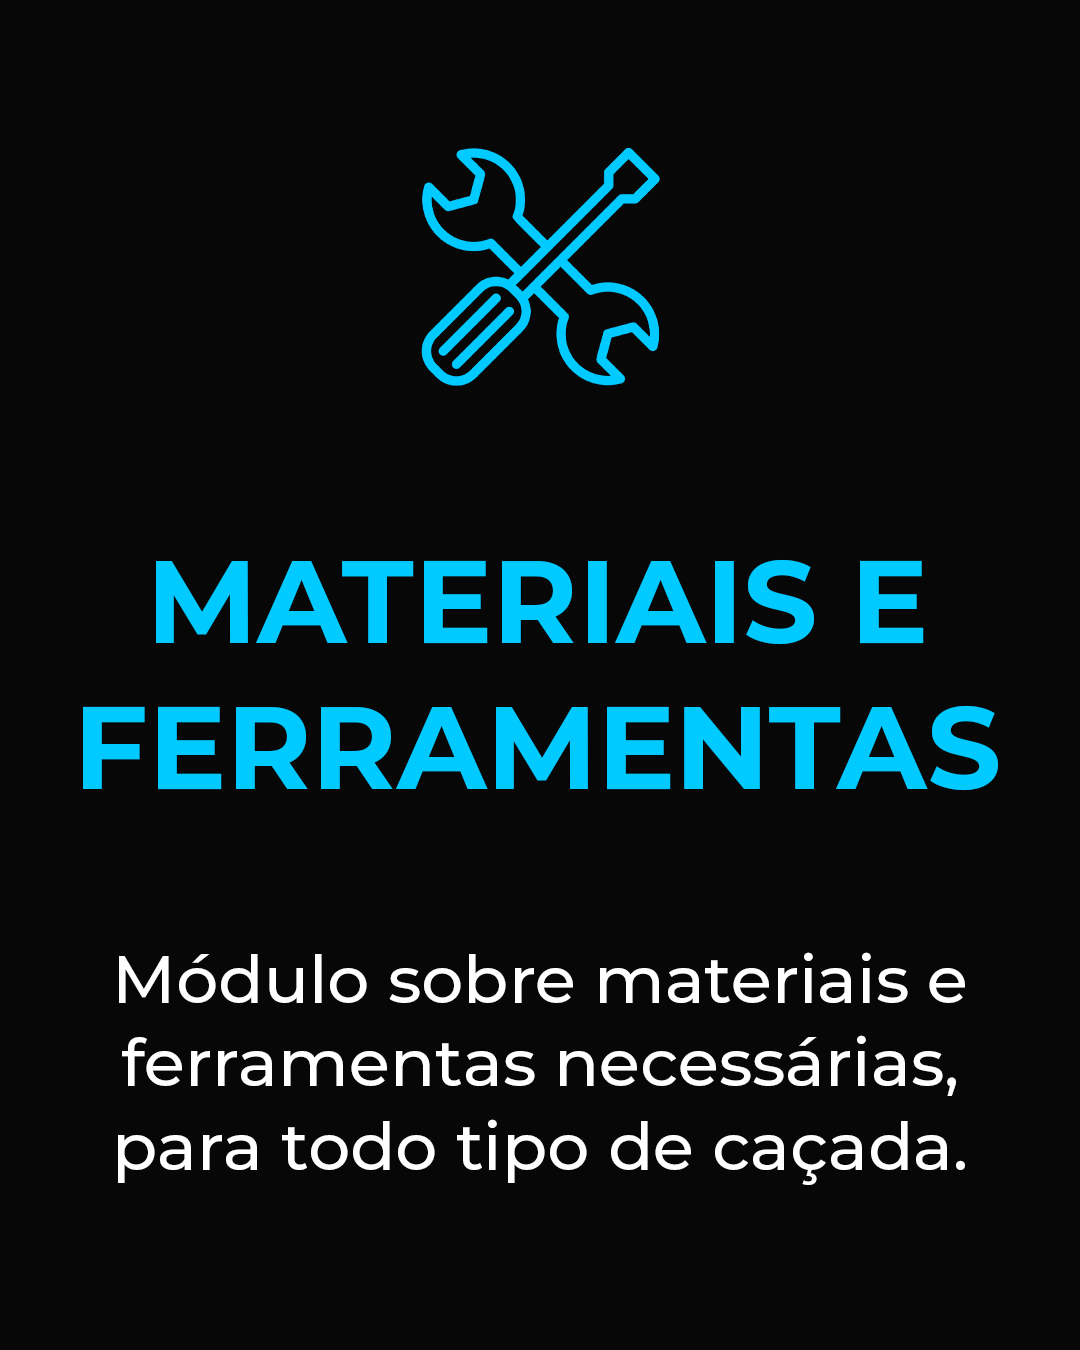 MATERIAIS E
FERRAMENTAS
Módulo sobre materiais e
ferramentas necessárias,
para todo tipo de caçada.